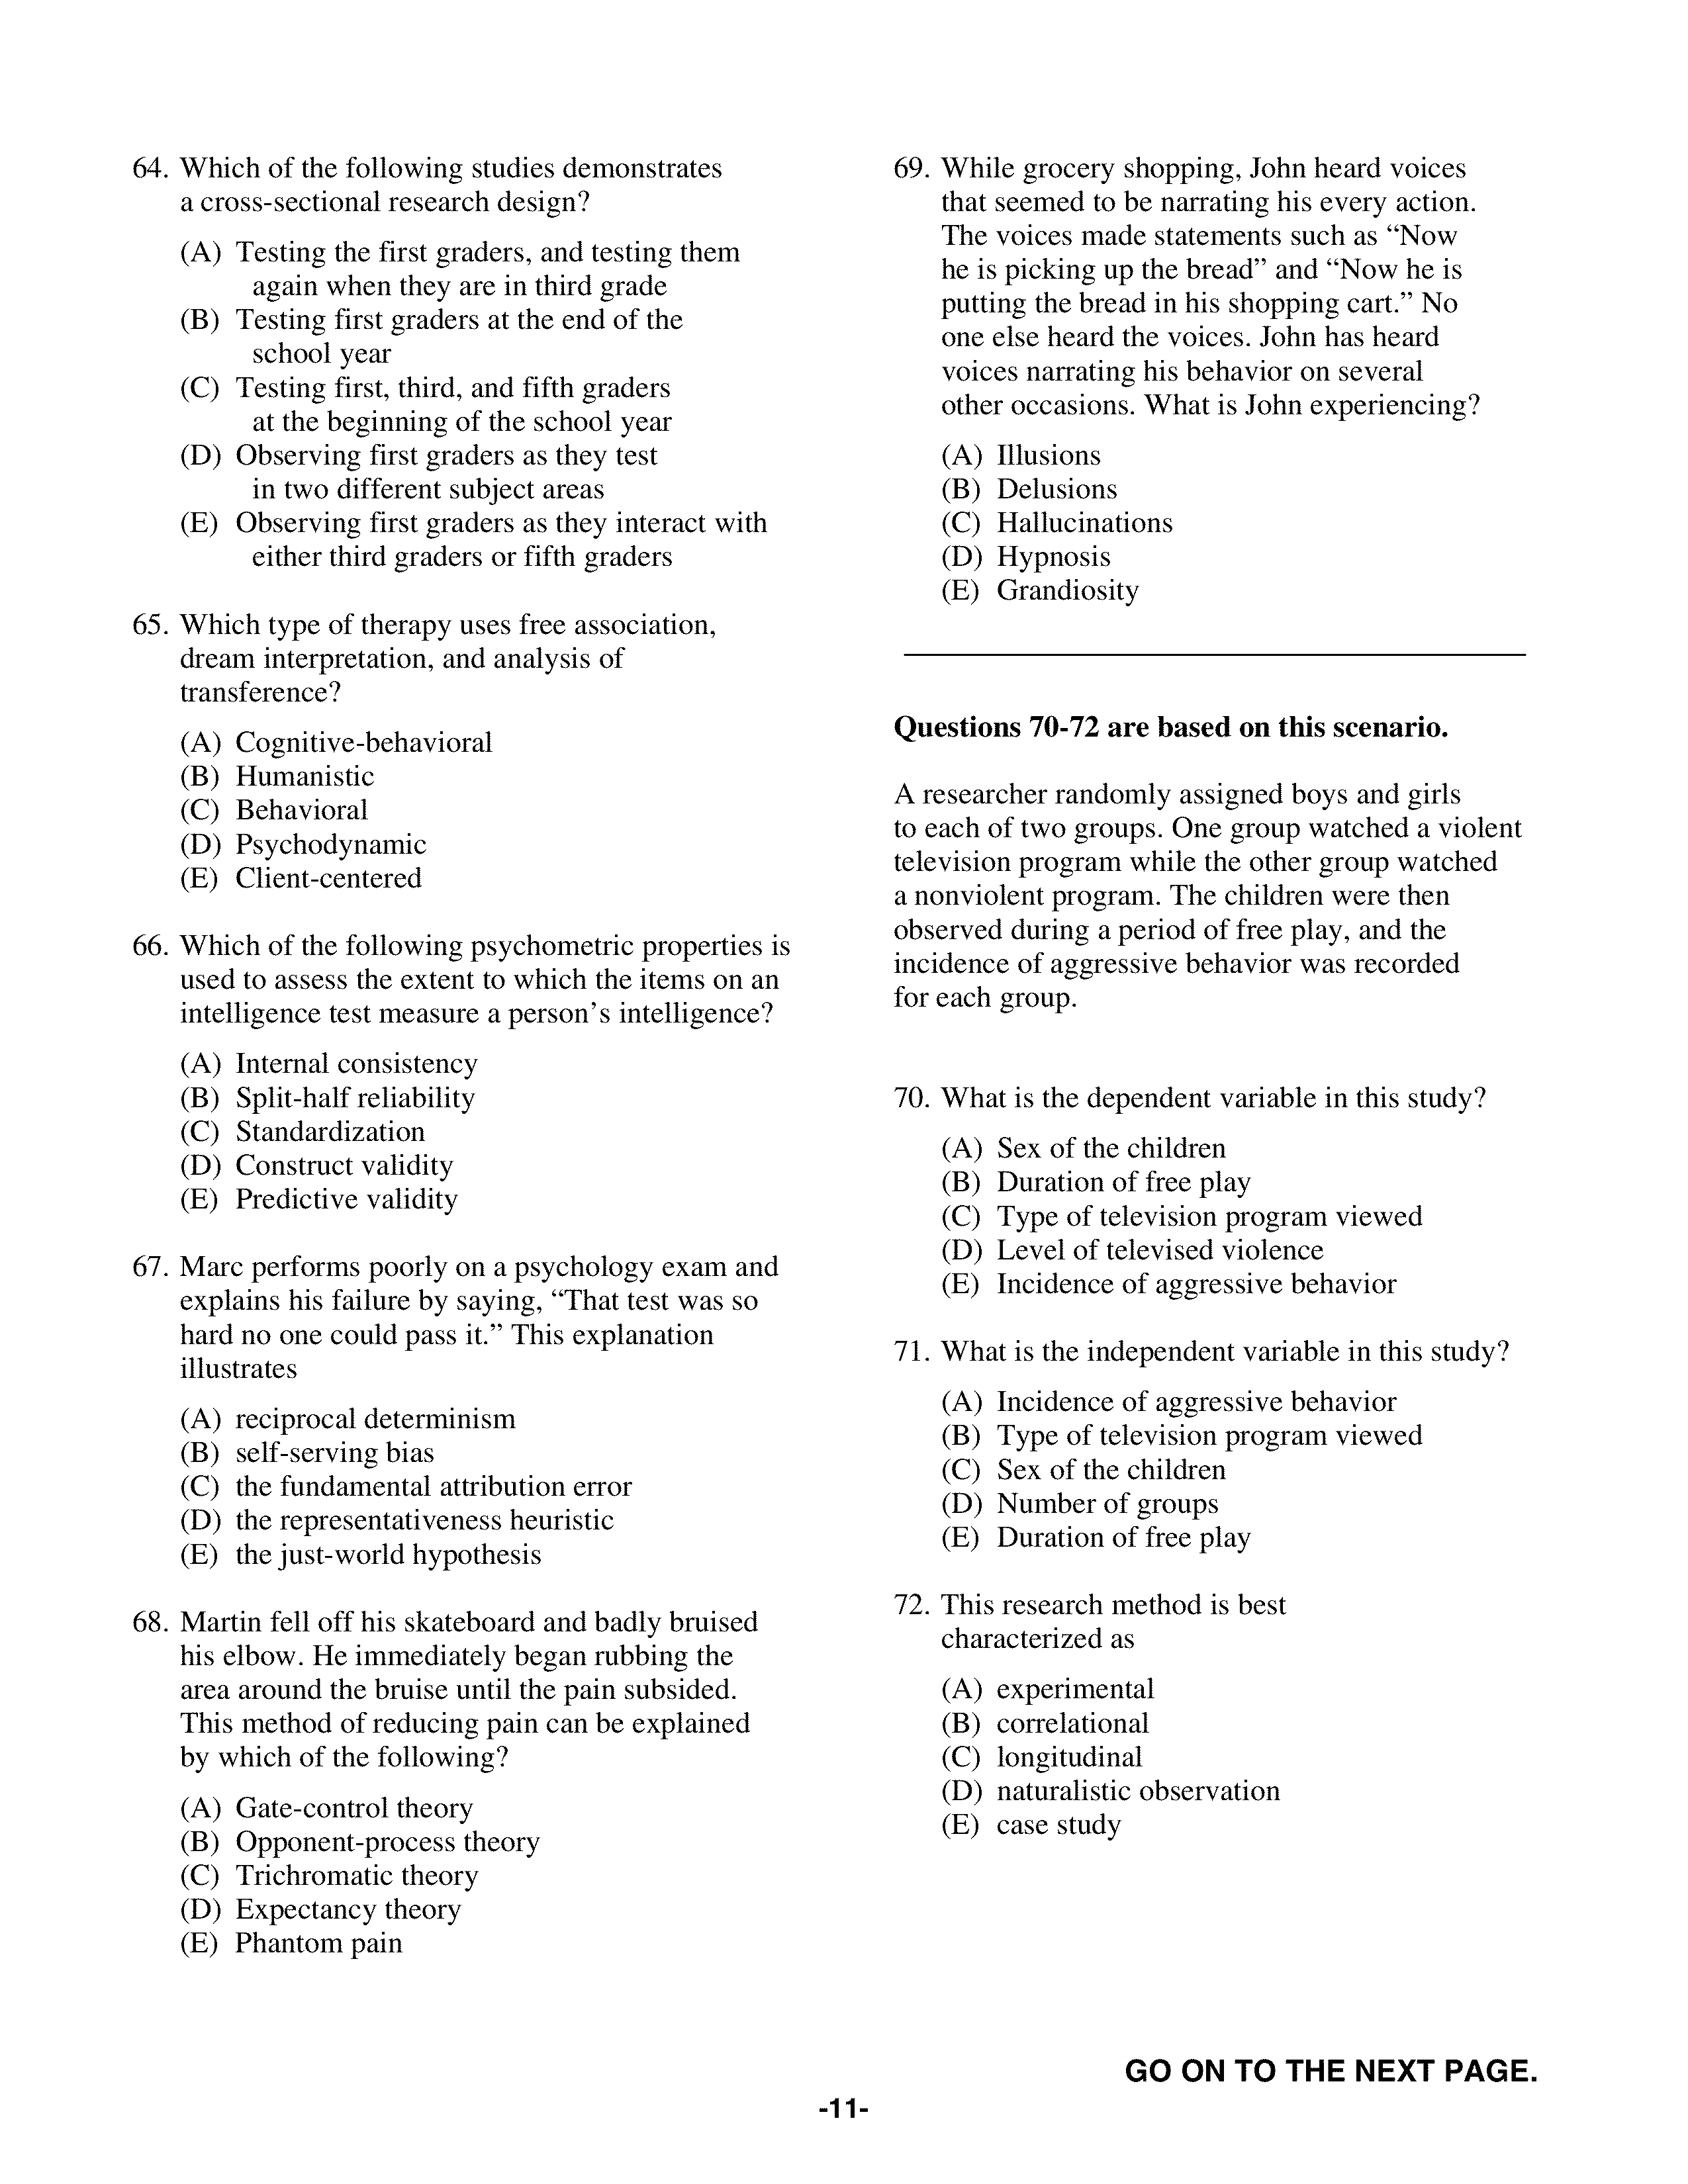 64. Which of the following studies demonstrates
a cross-sectional research design?
(A) Testing the first graders, and testing them
again when they are in third grade
(B) Testing first graders at the end of the
school year
(C) Testing first, third, and fifth graders
at the beginning of the school year
(D) Observing first graders as they test
in two different subject areas
(E) Observing first graders as they interact with
either third graders or fifth graders
65. Which type of therapy uses free association,
dream interpretation, and analysis of
transference?
(A) Cognitive-behavioral
(B) Humanistic
(C) Behavioral
(D) Psychodynamic
(E) Client-centered
66. Which of the following psychometric properties is
used to assess the extent to which the items on an
intelligence test measure a person’s intelligence?
(A) Internal consistency
(B) Split-half reliability
(C) Standardization
(D) Construct validity
(E) Predictive validity
67. Marc performs poorly on a psychology exam and
explains his failure by saying, “That test was so
hard no one could pass it.” This explanation
illustrates
(A) reciprocal determinism
(B) self-serving bias
(C) the fundamental attribution error
(D) the representativeness heuristic
(E) the just-world hypothesis
68. Martin fell off his skateboard and badly bruised
his elbow. He immediately began rubbing the
area around the bruise until the pain subsided.
This method of reducing pain can be explained
by which of the following?
(A) Gate-control theory
(B) Opponent-process theory
(C) Trichromatic theory
(D) Expectancy theory
(E) Phantom pain
69. While grocery shopping, John heard voices
that seemed to be narrating his every action.
The voices made statements such as “Now
he is picking up the bread” and “Now he is
putting the bread in his shopping cart.” No
one else heard the voices. John has heard
voices narrating his behavior on several
other occasions. What is John experiencing?
(A) Illusions
(B) Delusions
(C) Hallucinations
(D) Hypnosis
(E) Grandiosity
Questions 70-72 are based on this scenario.
A researcher randomly assigned boys and girls
to each of two groups. One group watched a violent
television program while the other group watched
a nonviolent program. The children were then
observed during a period of free play, and the
incidence of aggressive behavior was recorded
for each group.
70. What is the dependent variable in this study?
(A) Sex of the children
(B) Duration of free play
(C) Type of television program viewed
(D) Level of televised violence
(E) Incidence of aggressive behavior
71. What is the independent variable in this study?
(A) Incidence of aggressive behavior
(B) Type of television program viewed
(C) Sex of the children
(D) Number of groups
(E) Duration of free play
72. This research method is best
characterized as
(A) experimental
(B) correlational
(C) longitudinal
(D) naturalistic observation
(E) case study
GO ON TO THE NEXT PAGE.
-11-